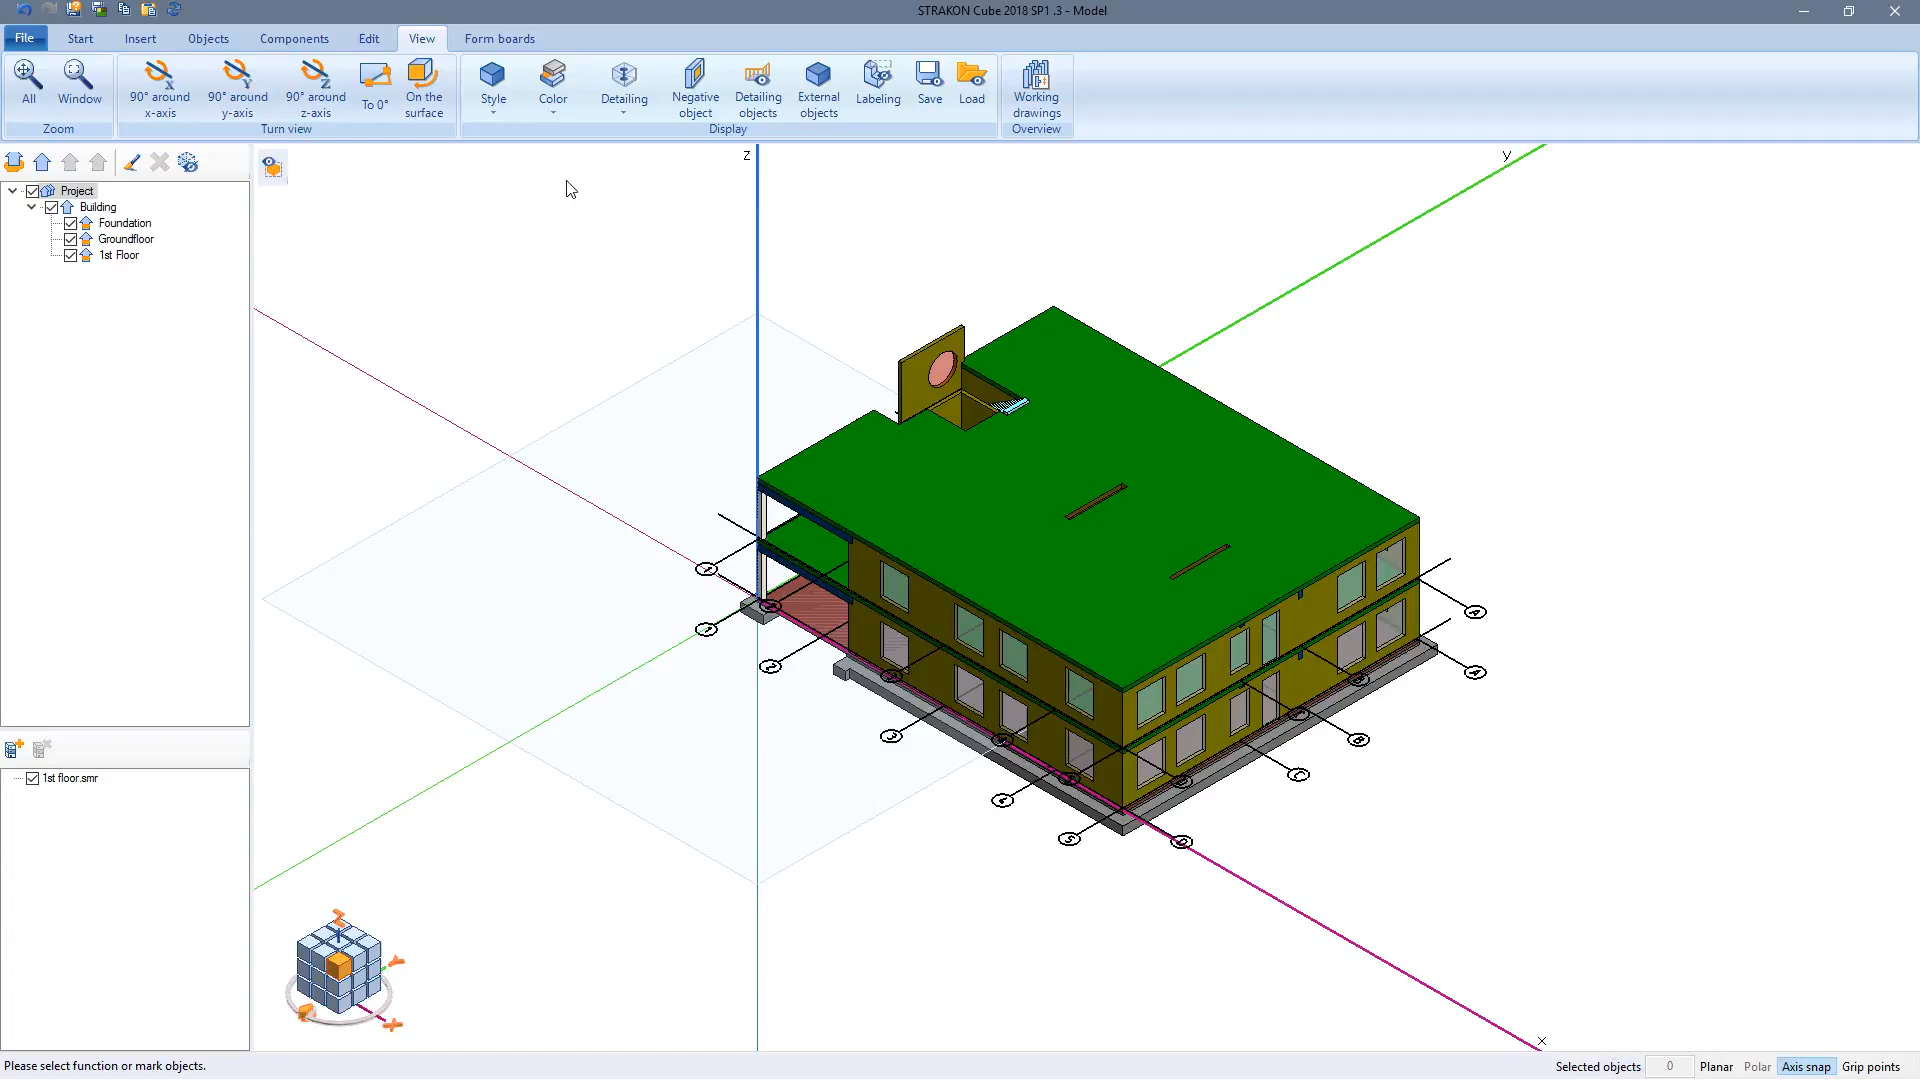 STRAKON Cube 2018 SP1 .3 - Model
File Start Insert Objects Components Edit View Form boards
All
Window
Zoom
90° around x-axis
90° around y-axis
90° around z-axis
To 0°
On the surface
Turn view
Style
Color
Detailing
Negative object
Detailing objects
External objects
Labeling
Save
Load
Display
Working drawings
Overview
Project
Building
Foundation
Groundfloor
1st Floor
1st floor.smr
z
y
x
A
A
B
B
C
D
Z
Please select function or mark objects.
Selected objects 0 Planar Polar Axis snap Grip points